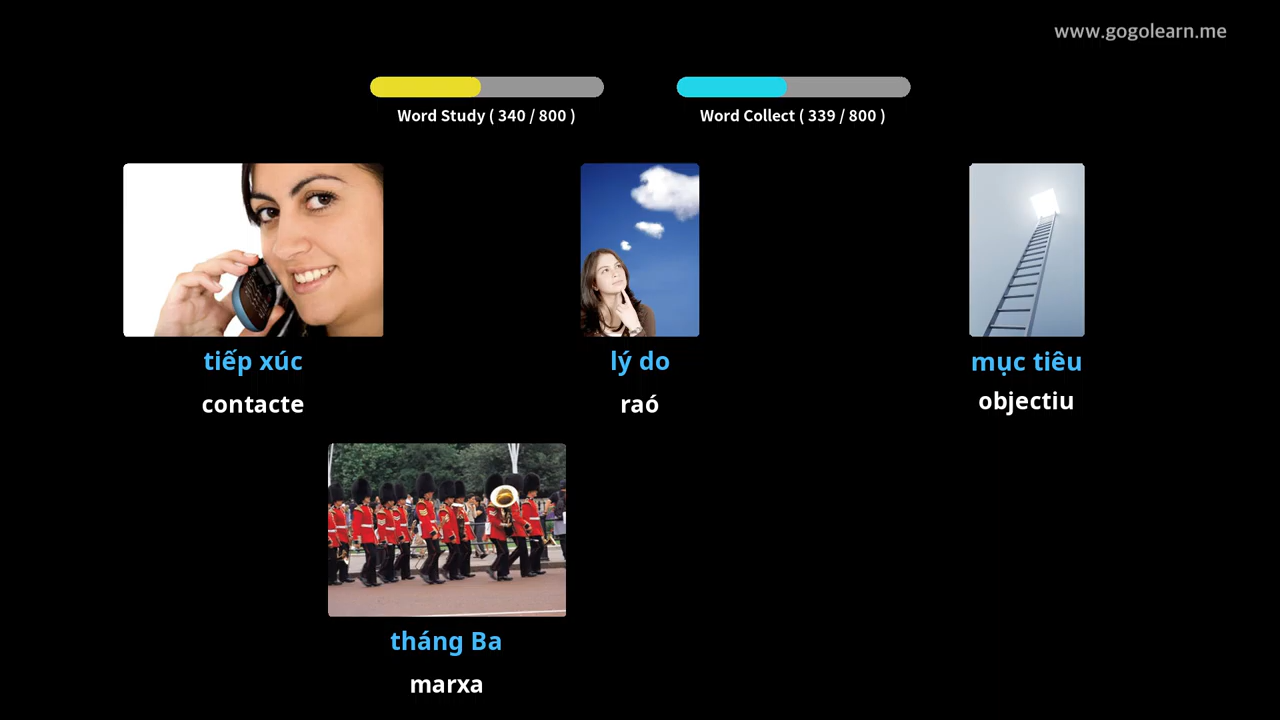 www.gogolearn.me
Word Study ( 340 / 800 )
Word Collect ( 339 / 800 )
tiếp xúc
contacte
lý do
raó
mục tiêu
objectiu
tháng Ba
marxa